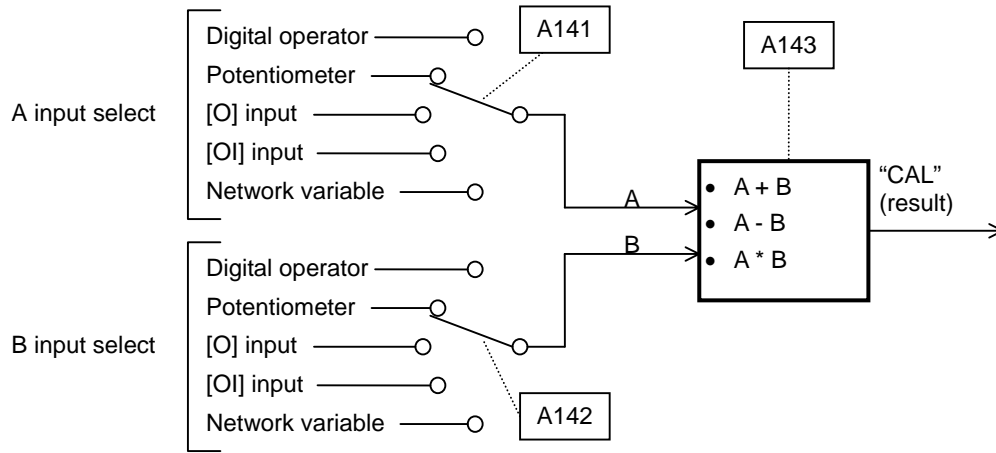 A input select
Digital operator
Potentiometer
[O] input
[OI] input
Network variable
A141
A143
A
B
• A + B
• A - B
• A * B
“CAL”
(result)
B input select
Digital operator
Potentiometer
[O] input
[OI] input
Network variable
A142